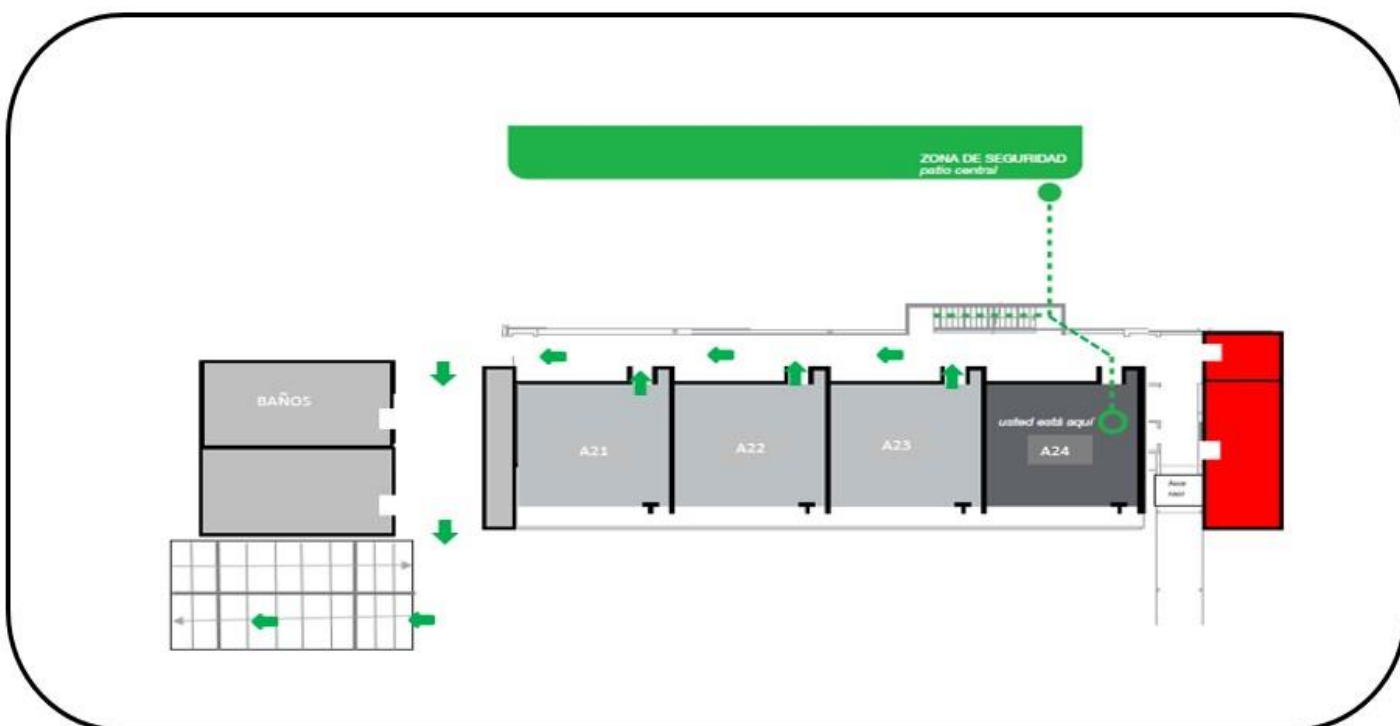 ZONA DE SEGURIDAD
patio central
BAÑOS
usted está aquí
A21
A22
A23
A24